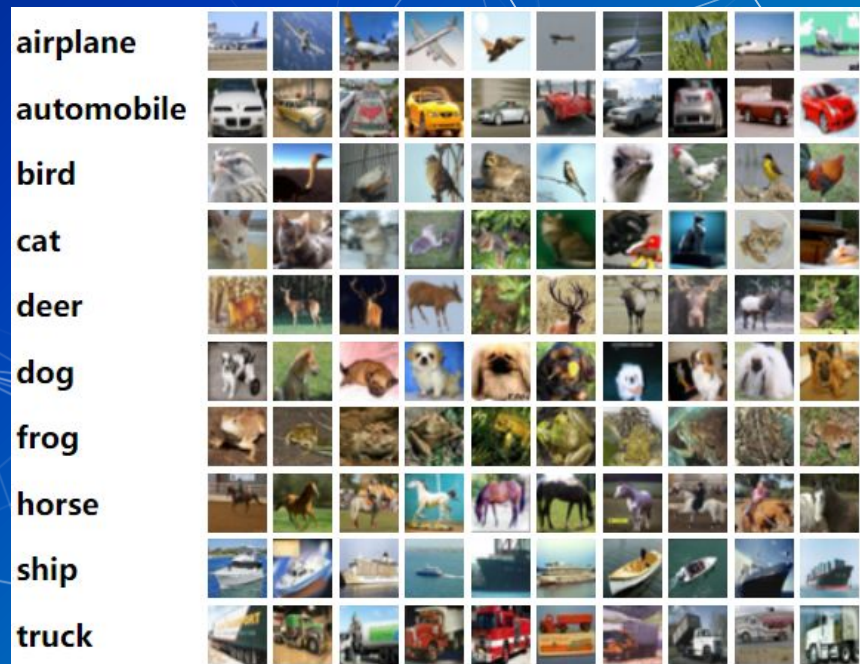 airplane
automobile
bird
cat
deer
dog
frog
horse
ship
truck